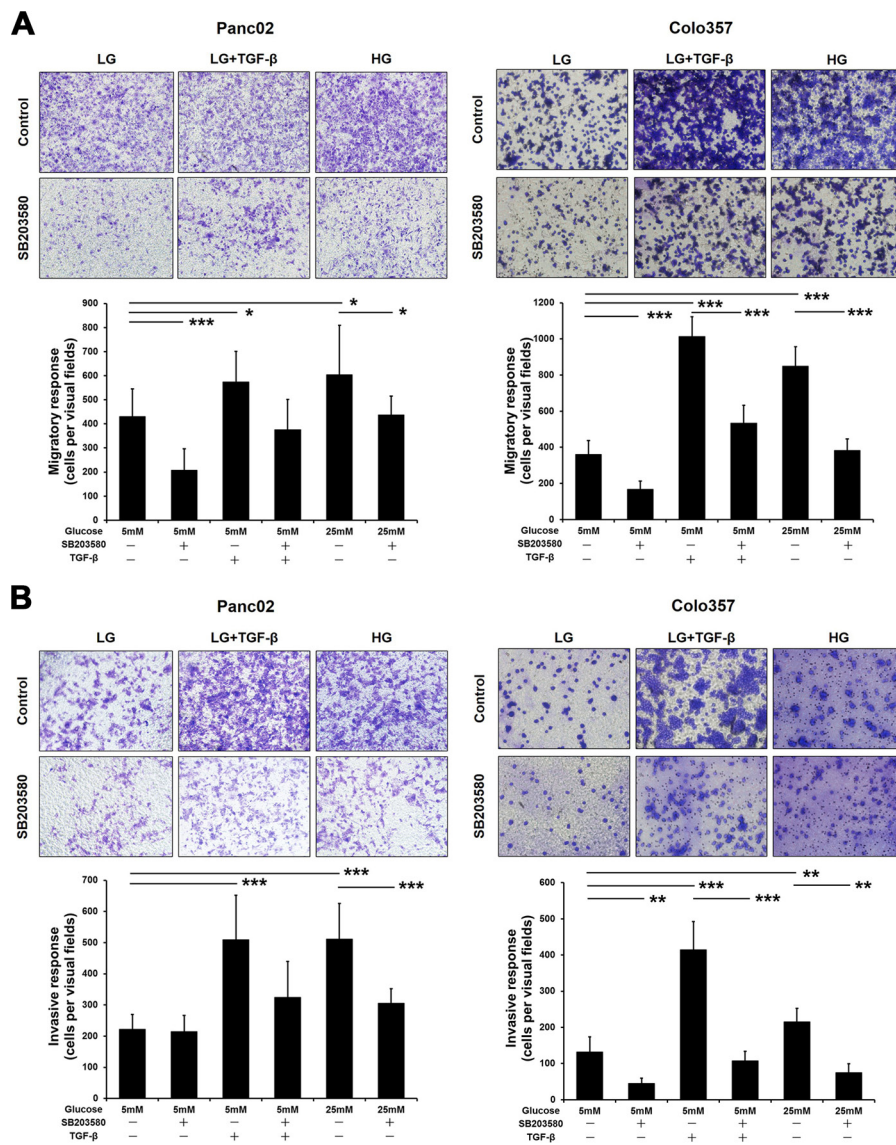 A
Panc02
LG LG+TGF-β HG
Control
SB203580
900
800
700
600
500
400
300
200
100
0
Migratory response
(cells per visual fields)
*
*
***
*
Glucose 5mM 5mM 5mM 5mM 25mM 25mM
SB203580 — + — + — +
TGF-β — — + + — —
Colo357
LG LG+TGF-β HG
Control
SB203580
1200
1000
800
600
400
200
0
Migratory response
(cells per visual fields)
***
***
*** *** ***
Glucose 5mM 5mM 5mM 5mM 25mM 25mM
SB203580 — + — + — +
TGF-β — — + + — —
B
Panc02
LG LG+TGF-β HG
Control
SB203580
700
600
500
400
300
200
100
0
Invasive response
(cells per visual fields)
***
*** ***
Glucose 5mM 5mM 5mM 5mM 25mM 25mM
SB203580 — + — + — +
TGF-β — — + + — —
Colo357
LG LG+TGF-β HG
Control
SB203580
600
500
400
300
200
100
0
Invasive response
(cells per visual fields)
**
***
** *** **
Glucose 5mM 5mM 5mM 5mM 25mM 25mM
SB203580 — + — + — +
TGF-β — — + + — —